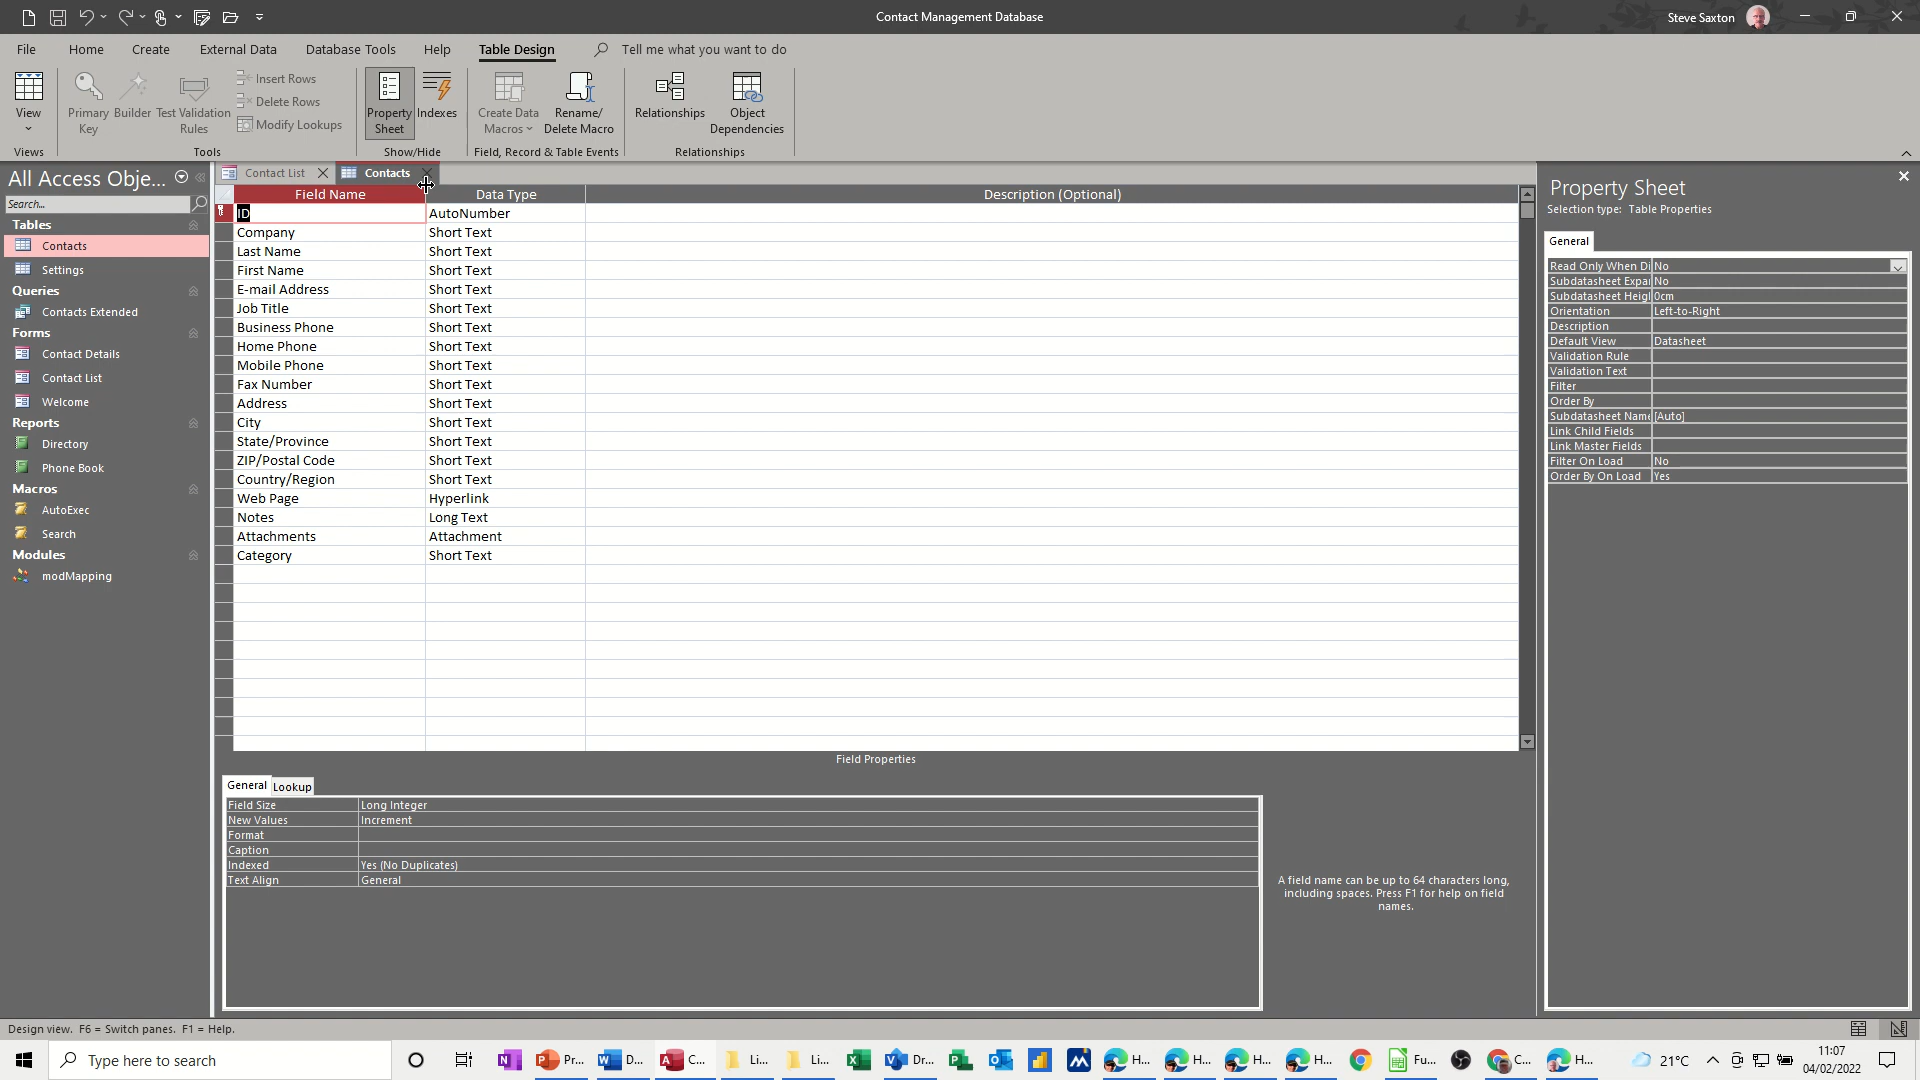 Contact Management Database
Steve Saxton
File Home Create External Data Database Tools Help Table Design Tell me what you want to do
View
Primary Key
Builder
Test Validation Rules
Insert Rows
Delete Rows
Modify Lookups
Property Sheet
Indexes
Create Data Macros
Rename/ Delete Macro
Relationships
Object Dependencies
Views
Tools
Show/Hide
Field, Record & Table Events
Relationships
All Access Obje...
Search...
Tables
Contacts
Settings
Queries
Contacts Extended
Forms
Contact Details
Contact List
Welcome
Reports
Directory
Phone Book
Macros
AutoExec
Search
Modules
modMapping
Contact List
Contacts
Field Name Data Type Description (Optional)
ID AutoNumber
Company Short Text
Last Name Short Text
First Name Short Text
E-mail Address Short Text
Job Title Short Text
Business Phone Short Text
Home Phone Short Text
Mobile Phone Short Text
Fax Number Short Text
Address Short Text
City Short Text
State/Province Short Text
ZIP/Postal Code Short Text
Country/Region Short Text
Web Page Hyperlink
Notes Long Text
Attachments Attachment
Category Short Text
Field Properties
General Lookup
Field Size Long Integer
New Values Increment
Format
Caption
Indexed Yes (No Duplicates)
Text Align General
A field name can be up to 64 characters long,
including spaces. Press F1 for help on field
names.
Property Sheet
Selection type: Table Properties
General
Read Only When Di No
Subdatasheet Expa No
Subdatasheet Heig 0cm
Orientation Left-to-Right
Description
Default View Datasheet
Validation Rule
Validation Text
Filter
Order By
Subdatasheet Name [Auto]
Link Child Fields
Link Master Fields
Filter On Load No
Order By On Load Yes
Design view. F6 = Switch panes. F1 = Help.
Type here to search
Pr...
D...
C...
Li...
Li...
Dr...
H...
H...
H...
H...
Fu...
C...
H...
21°C
11:07
04/02/2022